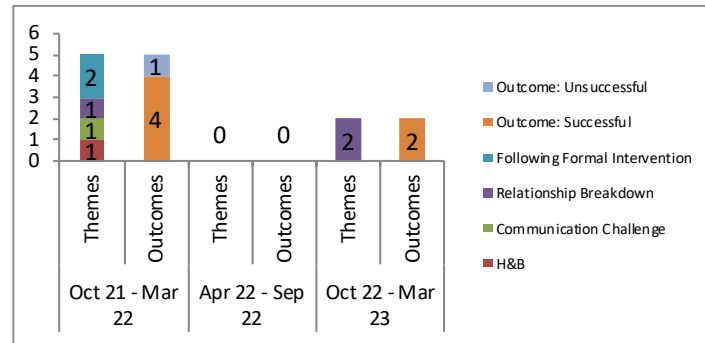 6
5
4
3
2
1
0
2
1
1
1
1
4
0
0
2
2
Themes
Outcomes
Themes
Outcomes
Themes
Outcomes
Oct 21 - Mar
22
Apr 22 - Sep
22
Oct 22 - Mar
23
Outcome: Unsuccessful
Outcome: Successful
Following Formal Intervention
Relationship Breakdown
Communication Challenge
H&B